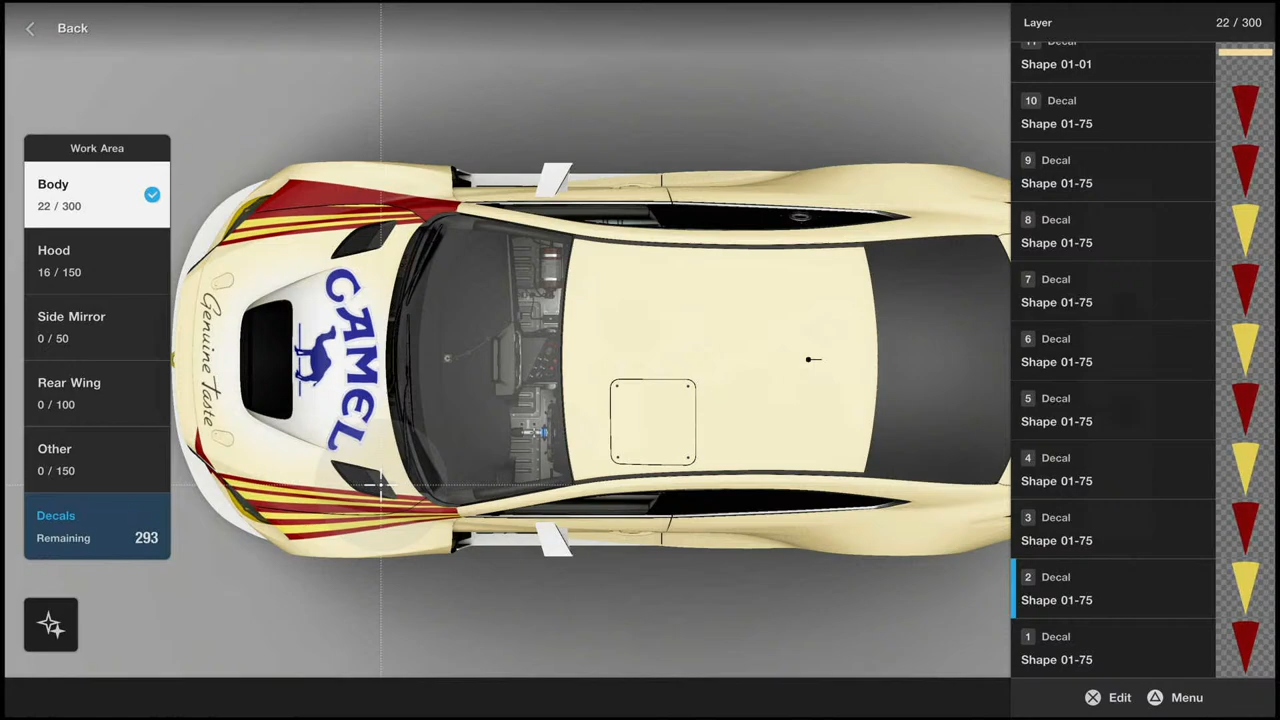 Back
Work Area
Body
22 / 300
Hood
16 / 150
Side Mirror
0 / 50
Rear Wing
0 / 100
Other
0 / 150
Decals
Remaining 293
Genuine Taste
CAMEL
Layer 22 / 300
11 Decal
Shape 01-01
10 Decal
Shape 01-75
9 Decal
Shape 01-75
8 Decal
Shape 01-75
7 Decal
Shape 01-75
6 Decal
Shape 01-75
5 Decal
Shape 01-75
4 Decal
Shape 01-75
3 Decal
Shape 01-75
2 Decal
Shape 01-75
1 Decal
Shape 01-75
Edit Menu